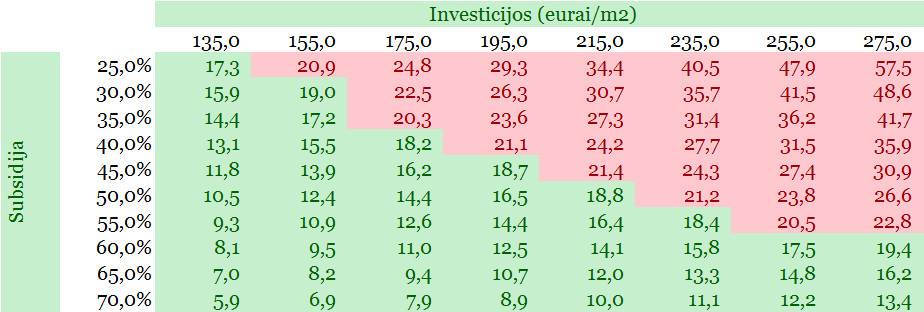 Investicijos (eurai/m2)
135,0 155,0 175,0 195,0 215,0 235,0 255,0 275,0
Subsidija
25,0% 17,3 20,9 24,8 29,3 34,4 40,5 47,9 57,5
30,0% 15,9 19,0 22,5 26,3 30,7 35,7 41,5 48,6
35,0% 14,4 17,2 20,3 23,6 27,3 31,4 36,2 41,7
40,0% 13,1 15,5 18,2 21,1 24,2 27,7 31,5 35,9
45,0% 11,8 13,9 16,2 18,7 21,4 24,3 27,4 30,9
50,0% 10,5 12,4 14,4 16,5 18,8 21,2 23,8 26,6
55,0% 9,3 10,9 12,6 14,4 16,4 18,4 20,5 22,8
60,0% 8,1 9,5 11,0 12,5 14,1 15,8 17,5 19,4
65,0% 7,0 8,2 9,4 10,7 12,0 13,3 14,8 16,2
70,0% 5,9 6,9 7,9 8,9 10,0 11,1 12,2 13,4